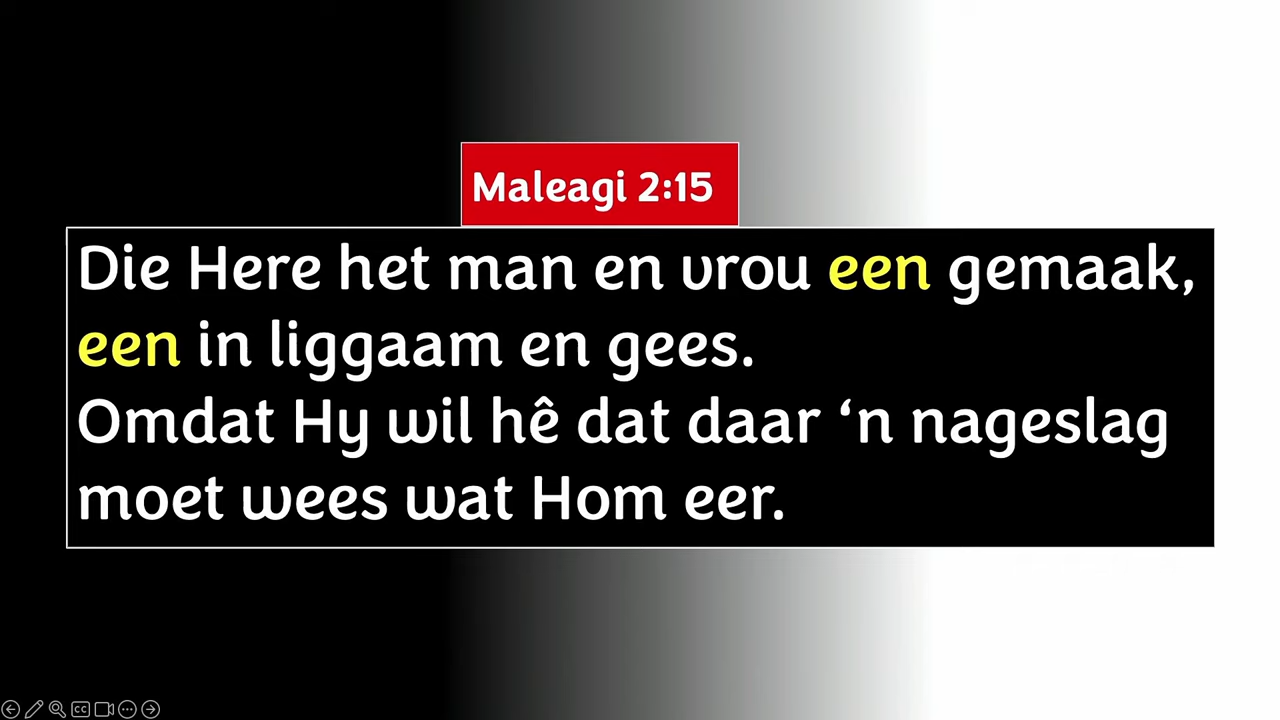 Maleagi 2:15
Die Here het man en vrou een gemaak,
een in liggaam en gees.
Omdat Hy wil hê dat daar ‘n nageslag
moet wees wat Hom eer.